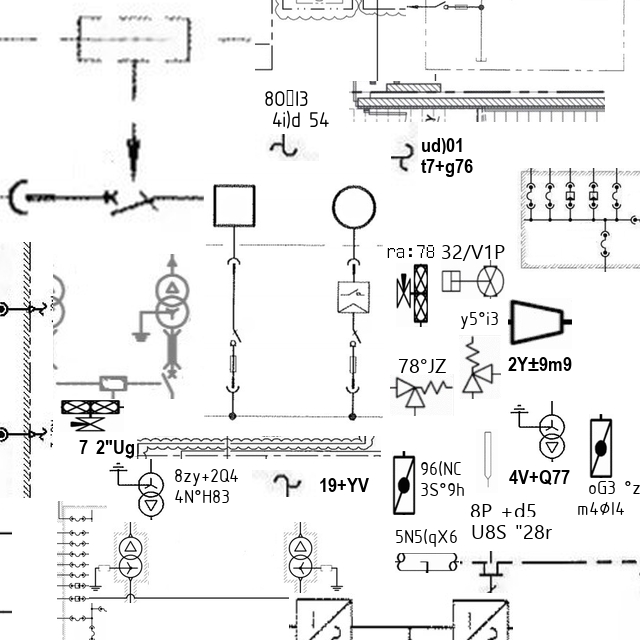 80▯I3
4i)d 54
ud)01
t7+g76
ra:78
32/V1P
y5°i3
2Y±9m9
78°JZ
7 2"Ug
8zy+2Q4
4N°H83
19+YV
96(NC
3S°9h
4V+Q77
oG3 °z
m4Ø14
8P +d5
U8S "28r
5N5(qX6